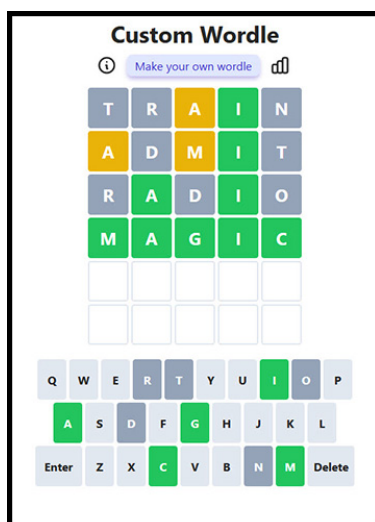 Custom Wordle
Make your own wordle
T R A I N
A D M I T
R A D I O
M A G I C
Q W E R T Y U I O P
A S D F G H J K L
Enter Z X C V B N M Delete